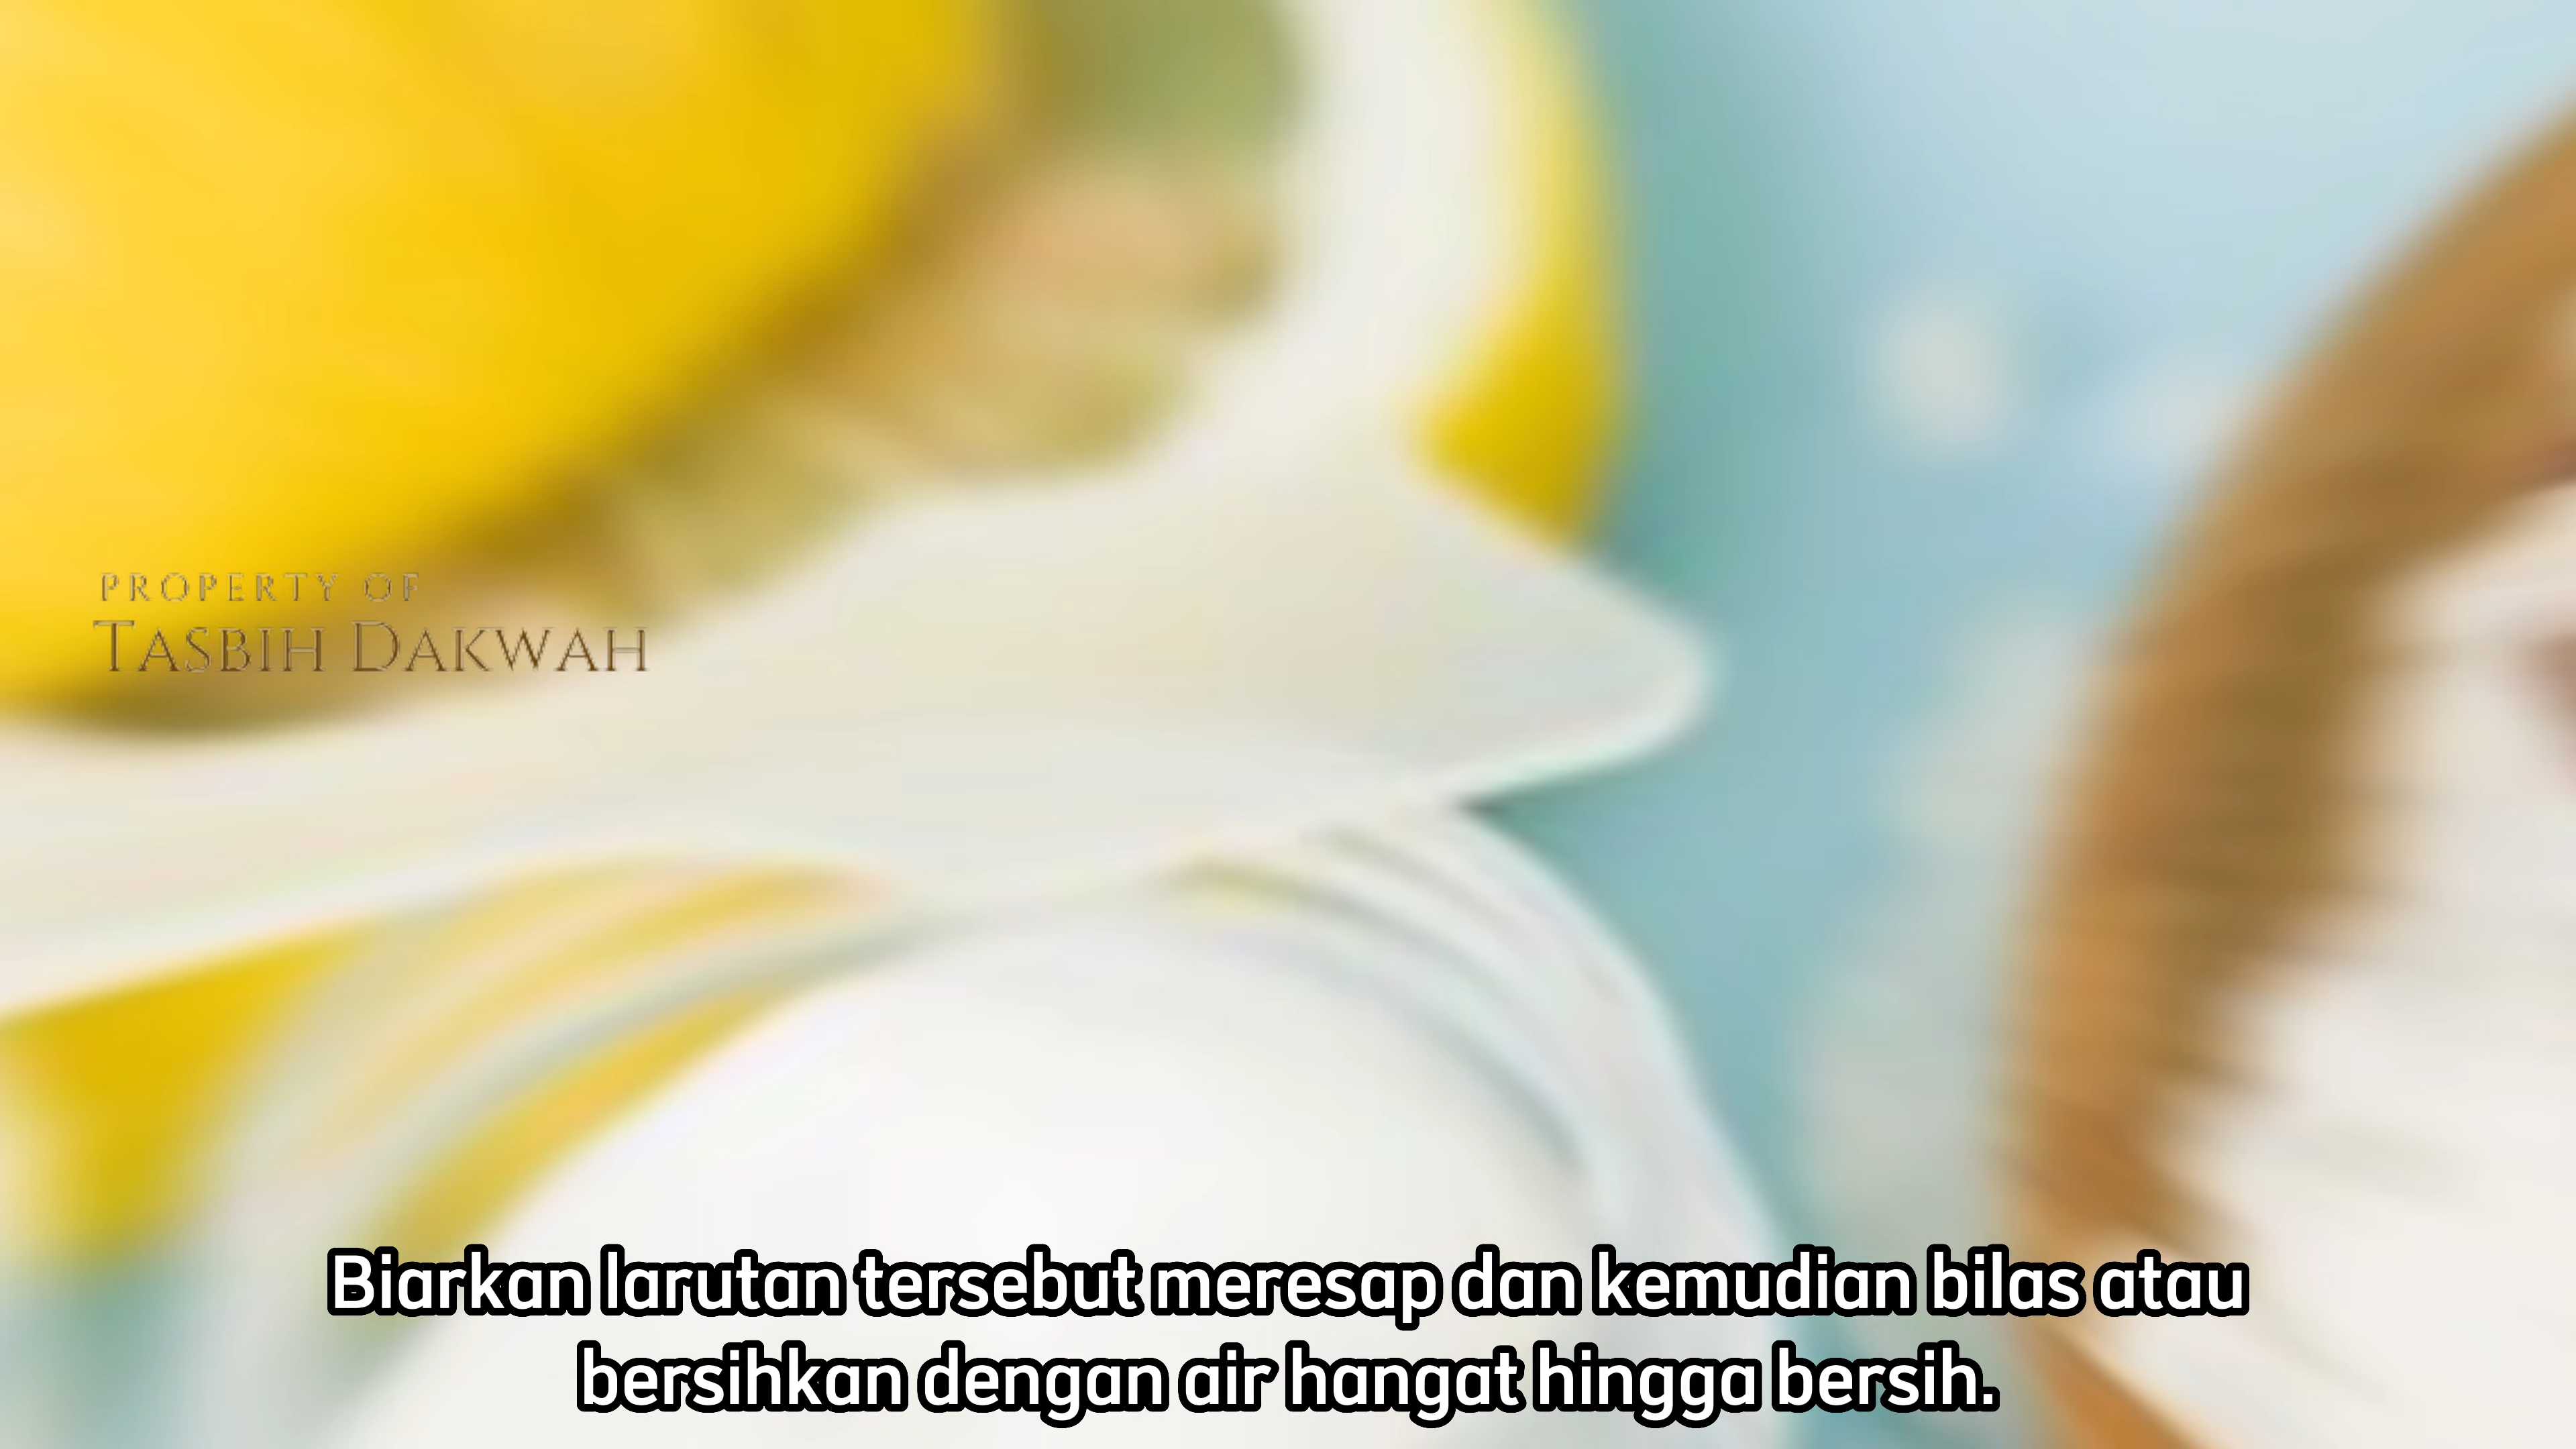 PROPERTY OF
TASBIH DAKWAH
Biarkan larutan tersebut meresap dan kemudian bilas atau
bersihkan dengan air hangat hingga bersih.